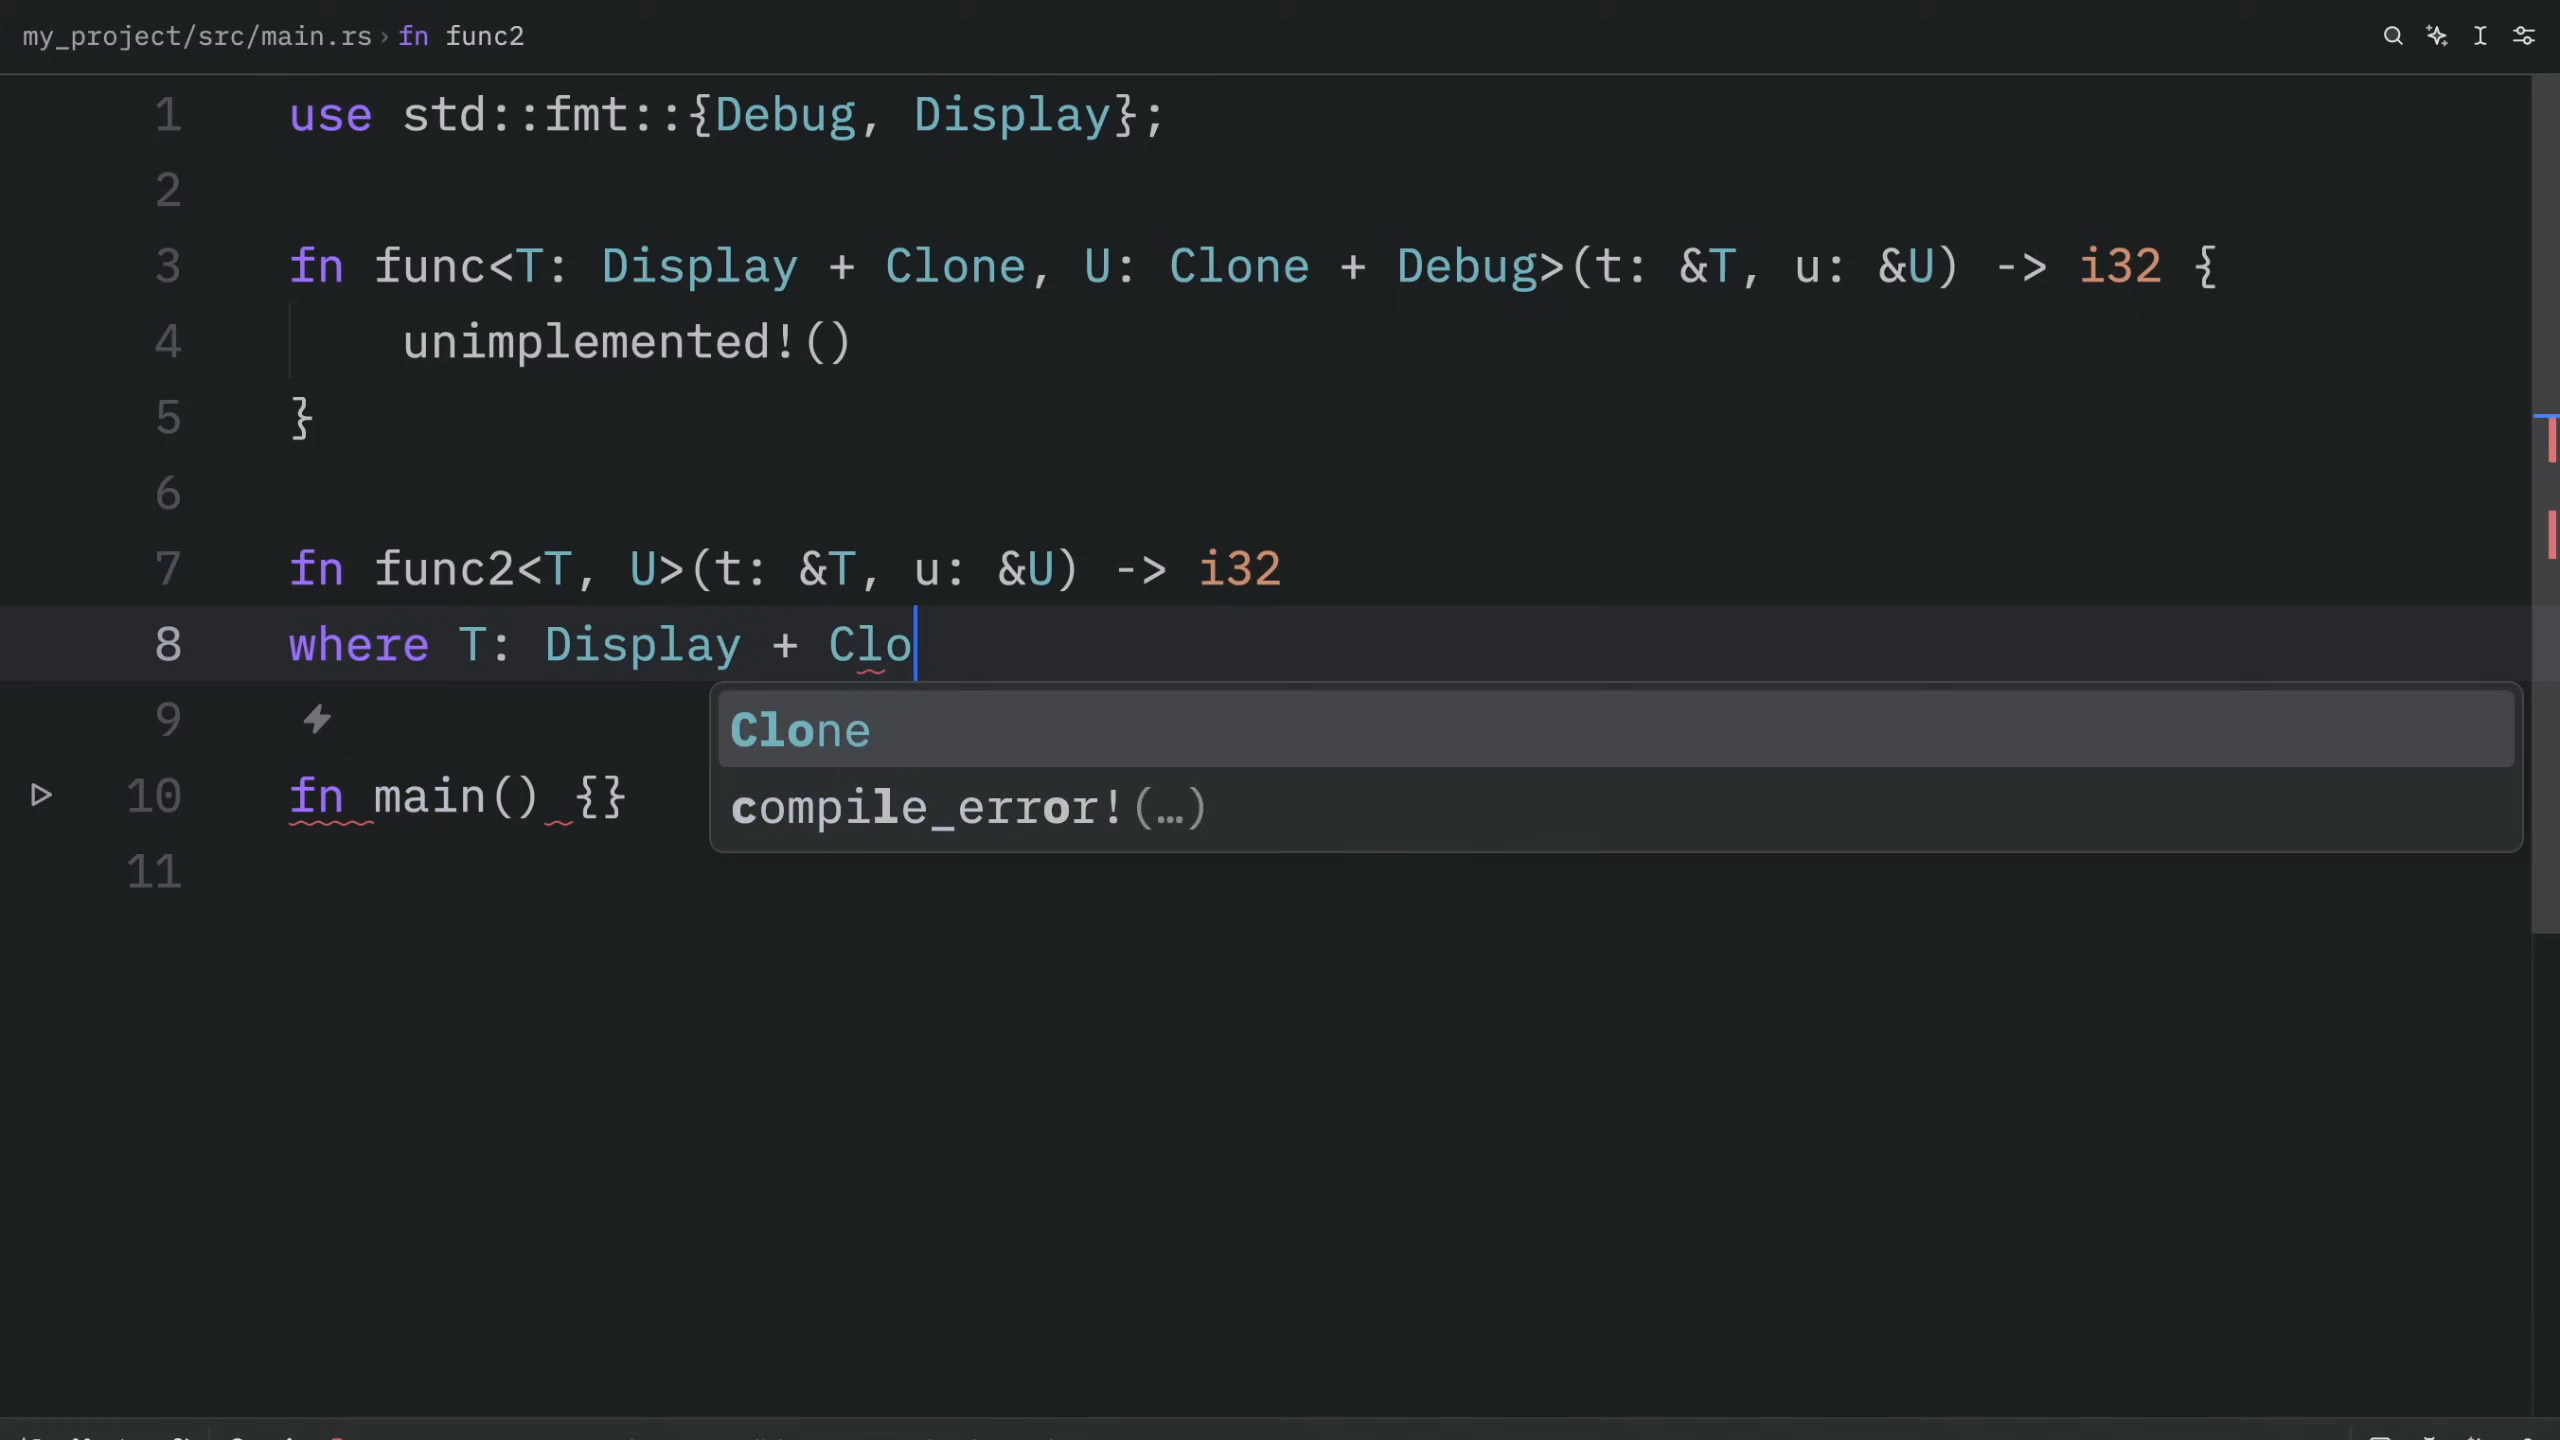 my_project/src/main.rs › fn func2
1 use std::fmt::{Debug, Display};
2
3 fn func<T: Display + Clone, U: Clone + Debug>(t: &T, u: &U) -> i32 {
4 unimplemented!()
5 }
6
7 fn func2<T, U>(t: &T, u: &U) -> i32
8 where T: Display + Clo
9
Clone
10 fn main() {}
compile_error!(…)
11